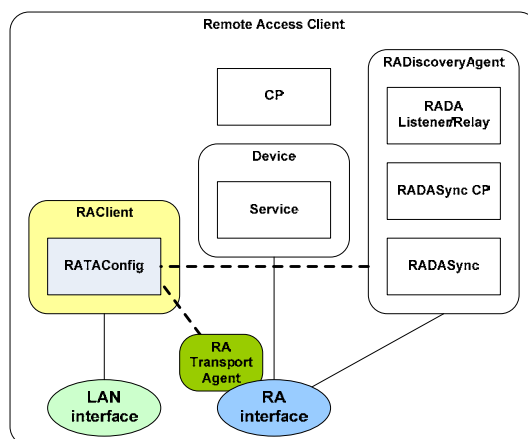 Remote Access Client
CP
RADiscoveryAgent
RADA
Listener/Relay
RADASync CP
RADASync
Device
Service
RAClient
RATAConfig
RA
Transport
Agent
LAN
interface
RA
interface